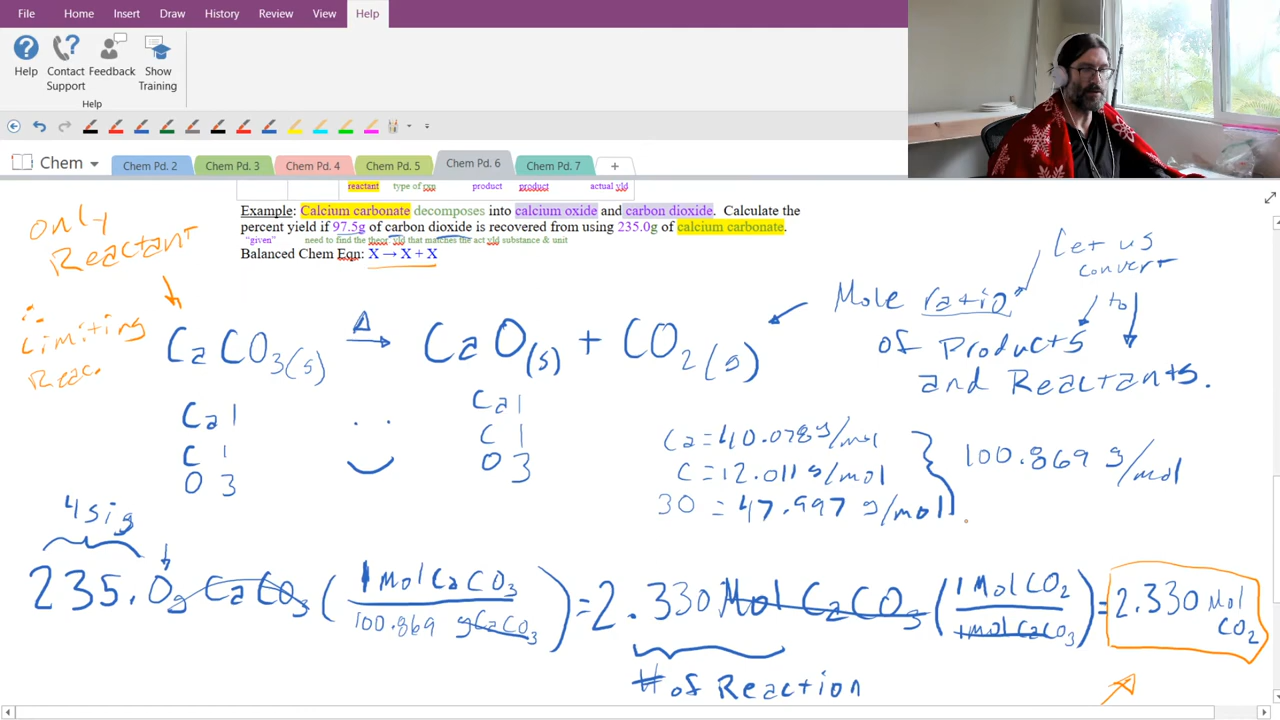 File Home Insert Draw History Review View Help
Help Contact Support Feedback Show Training
Help
Chem Chem Pd. 2 Chem Pd. 3 Chem Pd. 4 Chem Pd. 5 Chem Pd. 6 Chem Pd. 7 +
reactant type of rxn product product actual yld
Example: Calcium carbonate decomposes into calcium oxide and carbon dioxide. Calculate the
percent yield if 97.5g of carbon dioxide is recovered from using 235.0g of calcium carbonate.
"given" need to find the theor yld that matches the act yld substance & unit
Balanced Chem Eqn: X → X + X
only
Reactant
∴
Limiting
Reac.
Let us
convert
to
Mole ratio
of Products
and Reactants.
CaCO3(s) Δ→ CaO(s) + CO2(s)
Ca 1 Ca 1
C 1 C 1
O 3 O 3
Ca = 40.078 g/mol
C = 12.011 g/mol
3O = 47.997 g/mol
100.869 g/mol
4 sig
235.0g CaCO3 (1 Mol CaCO3 / 100.869 g CaCO3) = 2.330 Mol CaCO3 (1 Mol CO2 / 1 mol CaCO3) = 2.330 Mol CO2
# of Reaction